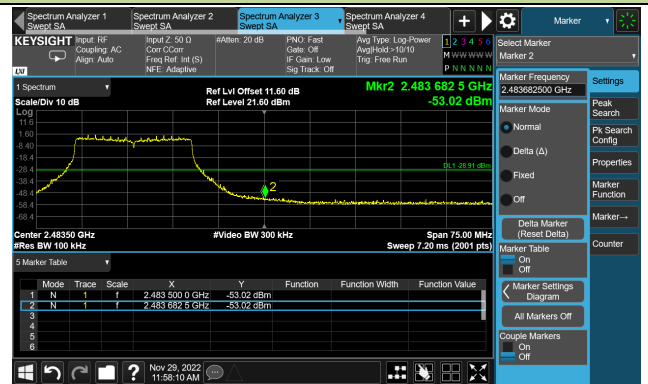 Spectrum Analyzer 1
Swept SA
Spectrum Analyzer 2
Swept SA
Spectrum Analyzer 3
Swept SA
Spectrum Analyzer 4
Swept SA
+
Marker
KEYSIGHT
LXI
Input: RF
Coupling: AC
Align: Auto
Input Z: 50 Ω
Corr CCorr
Freq Ref: Int (S)
NFE: Adaptive
#Atten: 20 dB
PNO: Fast
Gate: Off
IF Gain: Low
Sig Track: Off
Avg Type: Log-Power
Avg|Hold:>10/10
Trig: Free Run
1 2 3 4 5 6
M W W W W W
P N N N N N
Select Marker
Marker 2
1 Spectrum
Scale/Div 10 dB
Ref Lvl Offset 11.60 dB
Ref Level 21.60 dBm
Mkr2 2.483 682 5 GHz
-53.02 dBm
Log
11.6
1.60
-8.40
-18.4
-28.4
-38.4
-48.4
-58.4
-68.4
DL1 -28.91 dBm
2
Center 2.48350 GHz
#Res BW 100 kHz
#Video BW 300 kHz
Span 75.00 MHz
Sweep 7.20 ms (2001 pts)
5 Marker Table
Mode Trace Scale X Y Function Function Width Function Value
1 N 1 f 2.483 500 0 GHz -53.02 dBm
2 N 1 f 2.483 682 5 GHz -53.02 dBm
3
4
5
6
Marker Frequency
2.483682500 GHz
Marker Mode
Normal
Delta (Δ)
Fixed
Off
Delta Marker
(Reset Delta)
Marker Table
On
Off
Marker Settings
Diagram
All Markers Off
Couple Markers
On
Off
Settings
Peak
Search
Pk Search
Config
Properties
Marker
Function
Marker→
Counter
?
Nov 29, 2022
11:58:10 AM